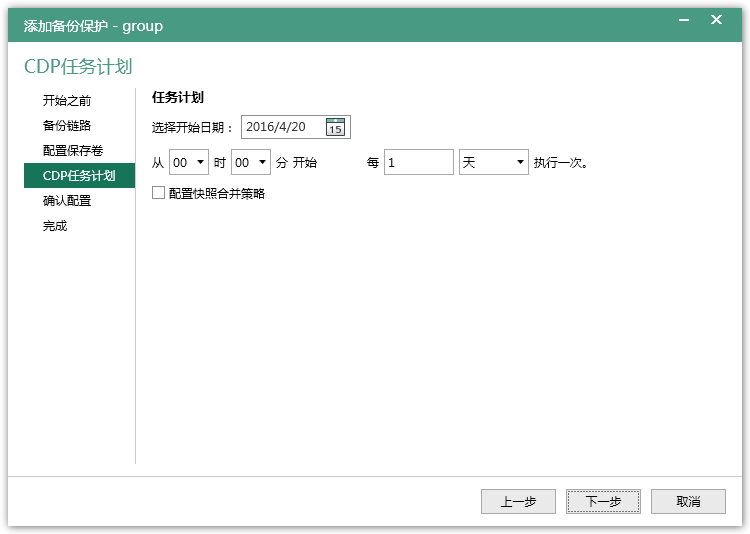 添加备份保护 - group
CDP任务计划
开始之前
备份链路
配置保存卷
CDP任务计划
确认配置
完成
任务计划
选择开始日期： 2016/4/20 15
从 00 时 00 分 开始 每 1 天 执行一次。
配置快照合并策略
上一步 下一步 取消